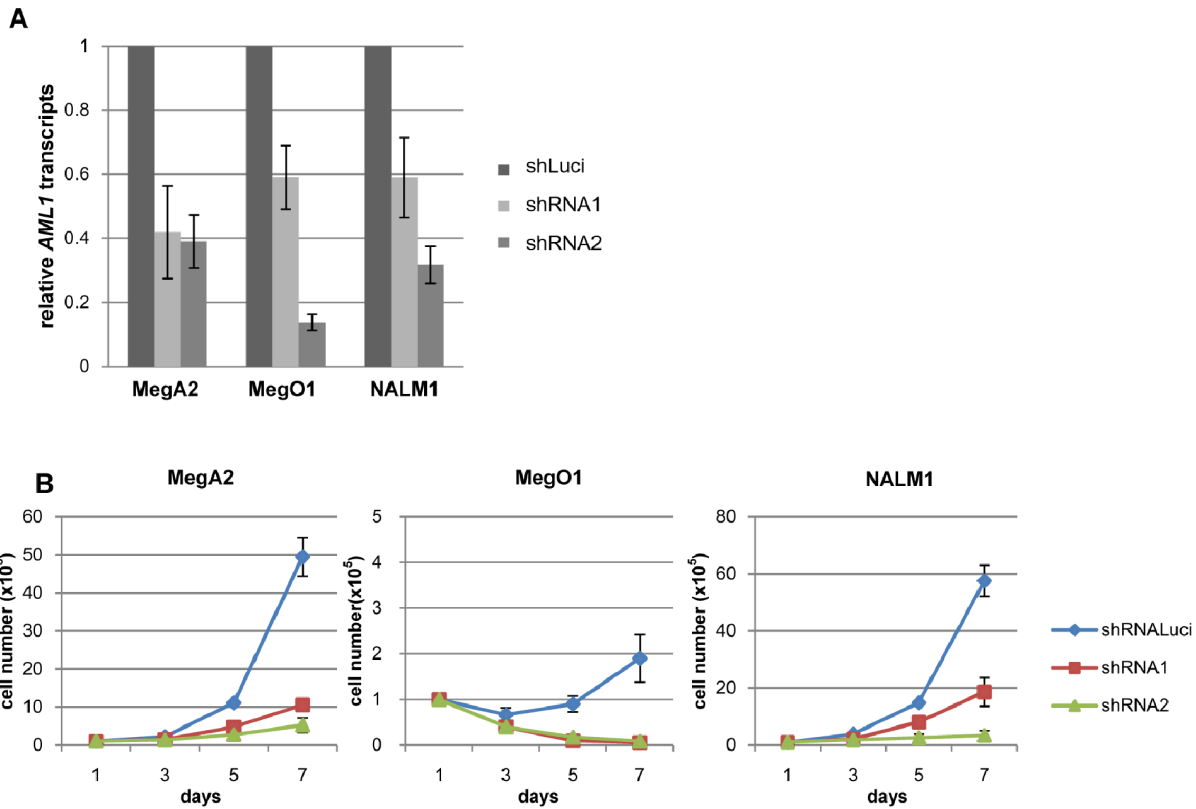 A
relative AML1 transcripts
1
0.8
0.6
0.4
0.2
0
MegA2
MegO1
NALM1
shLuci
shRNA1
shRNA2
B
MegA2
cell number
60
50
40
30
20
10
0
1 3 5 7
days
MegO1
cell number(x10⁵)
5
4
3
2
1
0
1 3 5 7
days
NALM1
cell number (x10⁵)
80
60
40
20
0
1 3 5 7
days
shRNALuci
shRNA1
shRNA2